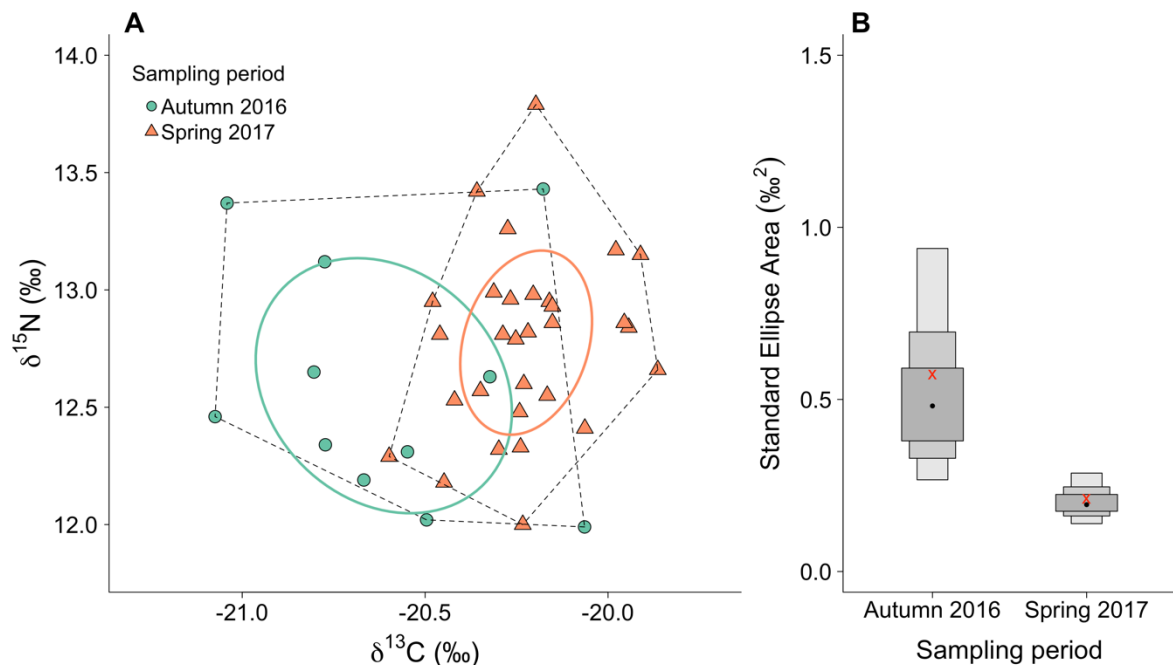 A
14.0
13.5
13.0
12.5
12.0
δ15N (‰)
Sampling period
Autumn 2016
Spring 2017
-21.0
-20.5
-20.0
δ13C (‰)
B
1.5
1.0
0.5
0.0
Standard Ellipse Area (‰2)
x
x
Autumn 2016
Spring 2017
Sampling period